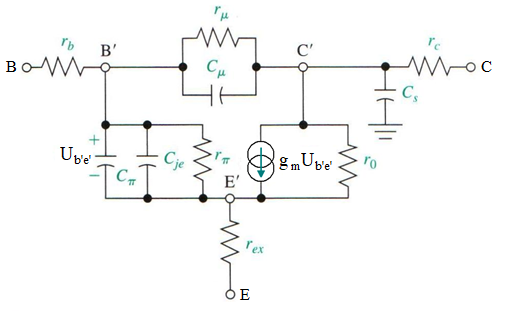 r_μ
r_b
B'
C'
r_c
B
C
C_μ
C_s
+
U_b'e'
−
C_π
C_je
r_π
g_m U_b'e'
r_0
E'
r_ex
E